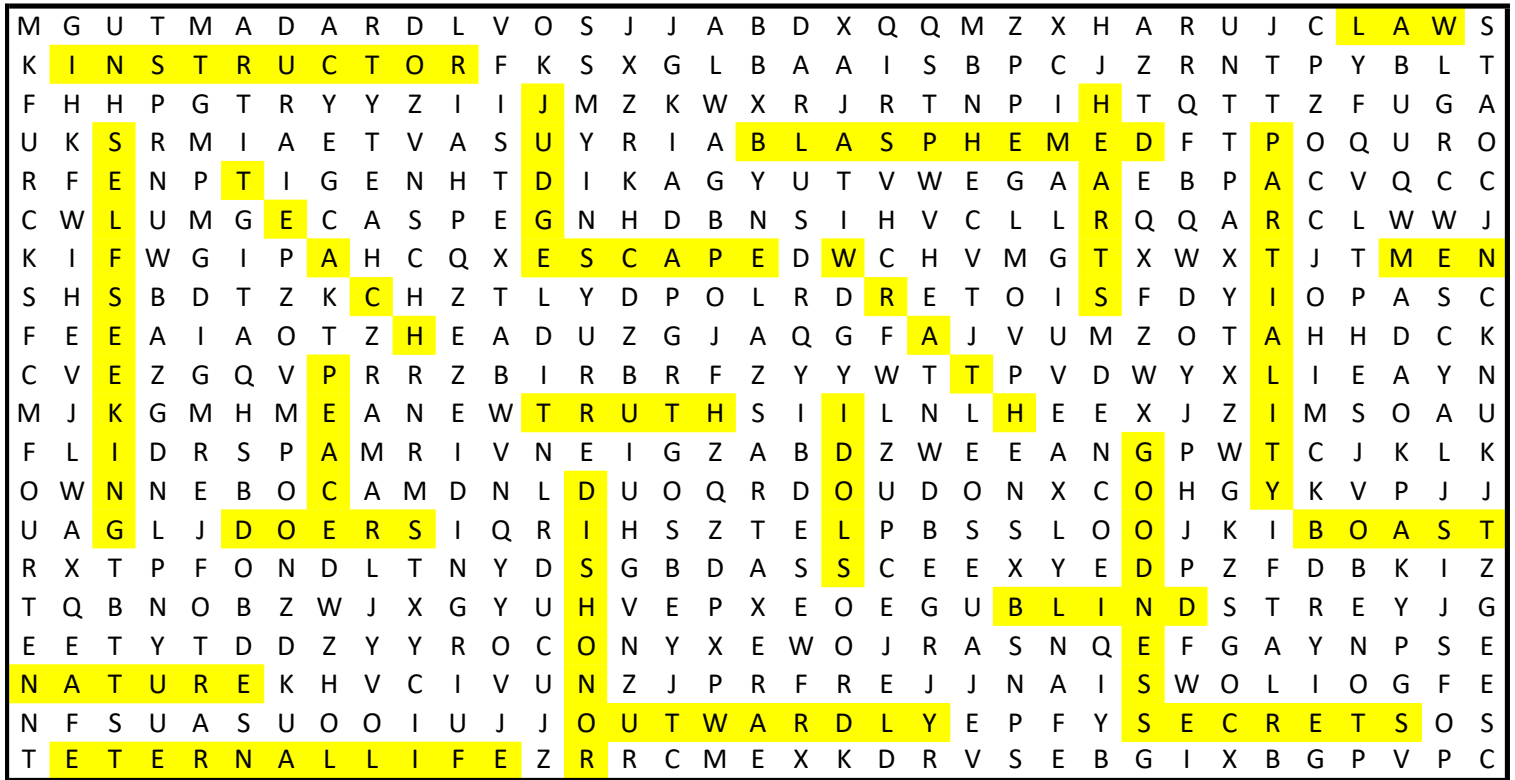 M G U T M A D A R D L V O S J J A B D X Q Q M Z X H A R U J C L A W S
K I N S T R U C T O R F K S X G L B A A I S B P C J Z R N T P Y B L T
F H H P G T R Y Y Z I I J M Z K W X R J R T N P I H T Q T T Z F U G A
U K S R M I A E T V A S U Y R I A B L A S P H E M E D F T P O Q U R O
R F E N P T I G E N H T D I K A G Y U T V W E G A A E B P A C V Q C C
C W L U M G E C A S P E G N H D B N S I H V C L L R Q Q A R C L W W J
K I F W G I P A H C Q X E S C A P E D W C H V M G T X W X T J T M E N
S H S B D T Z K C H Z T L Y D P O L R D R E T O I S F D Y I O P A S C
F E E A I A O T Z H E A D U Z G J A Q G F A J V U M Z O T A H H D C K
C V E Z G Q V P R R Z B I R B R F Z Y Y W T T P V D W Y X L I E A Y N
M J K G M H M E A N E W T R U T H S I I L N L H E E X J Z I M S O A U
F L I D R S P A M R I V N E I G Z A B D Z W E E A N G P W T C J K L K
O W N N E B O C A M D N L D U O Q R D O U D O N X C O H G Y K V P J J
U A G L J D O E R S I Q R I H S Z T E L P B S S L O O J K I B O A S T
R X T P F O N D L T N Y D S G B D A S S C E E X Y E D P Z F D B K I Z
T Q B N O B Z W J X G Y U H V E P X E O E G U B L I N D S T R E Y J G
E E T Y T D D Z Y Y R O C O N Y X E W O J R A S N Q E F G A Y N P S E
N A T U R E K H V C I V U N Z J P R F R E J J N A I S W O L I O G F E
N F S U A S U O O I U J J O U T W A R D L Y E P F Y S E C R E T S O S
T E T E R N A L L I F E Z R R C M E X K D R V S E B G I X B G P V P C